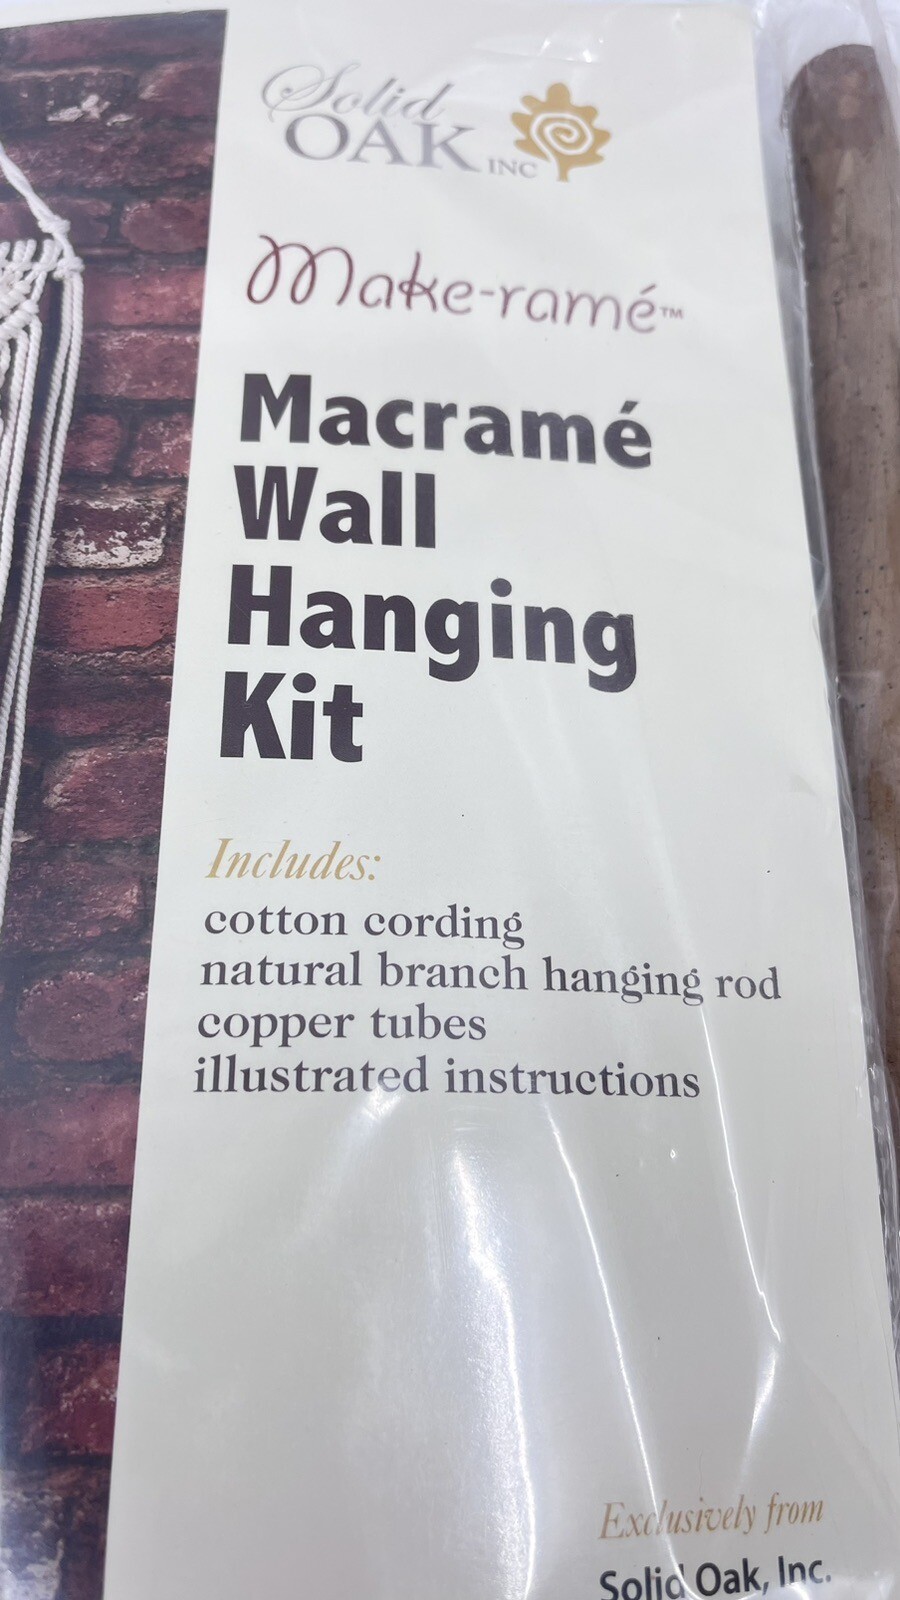 Solid
OAK INC
Make-ramé™
Macramé
Wall
Hanging
Kit
Includes:
cotton cording
natural branch hanging rod
copper tubes
illustrated instructions
Exclusively from
Solid Oak, Inc.